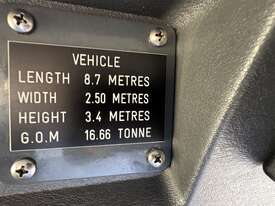 VEHICLE
LENGTH 8.7 METRES
WIDTH 2.50 METRES
HEIGHT 3.4 METRES
G.O.M 16.66 TONNE